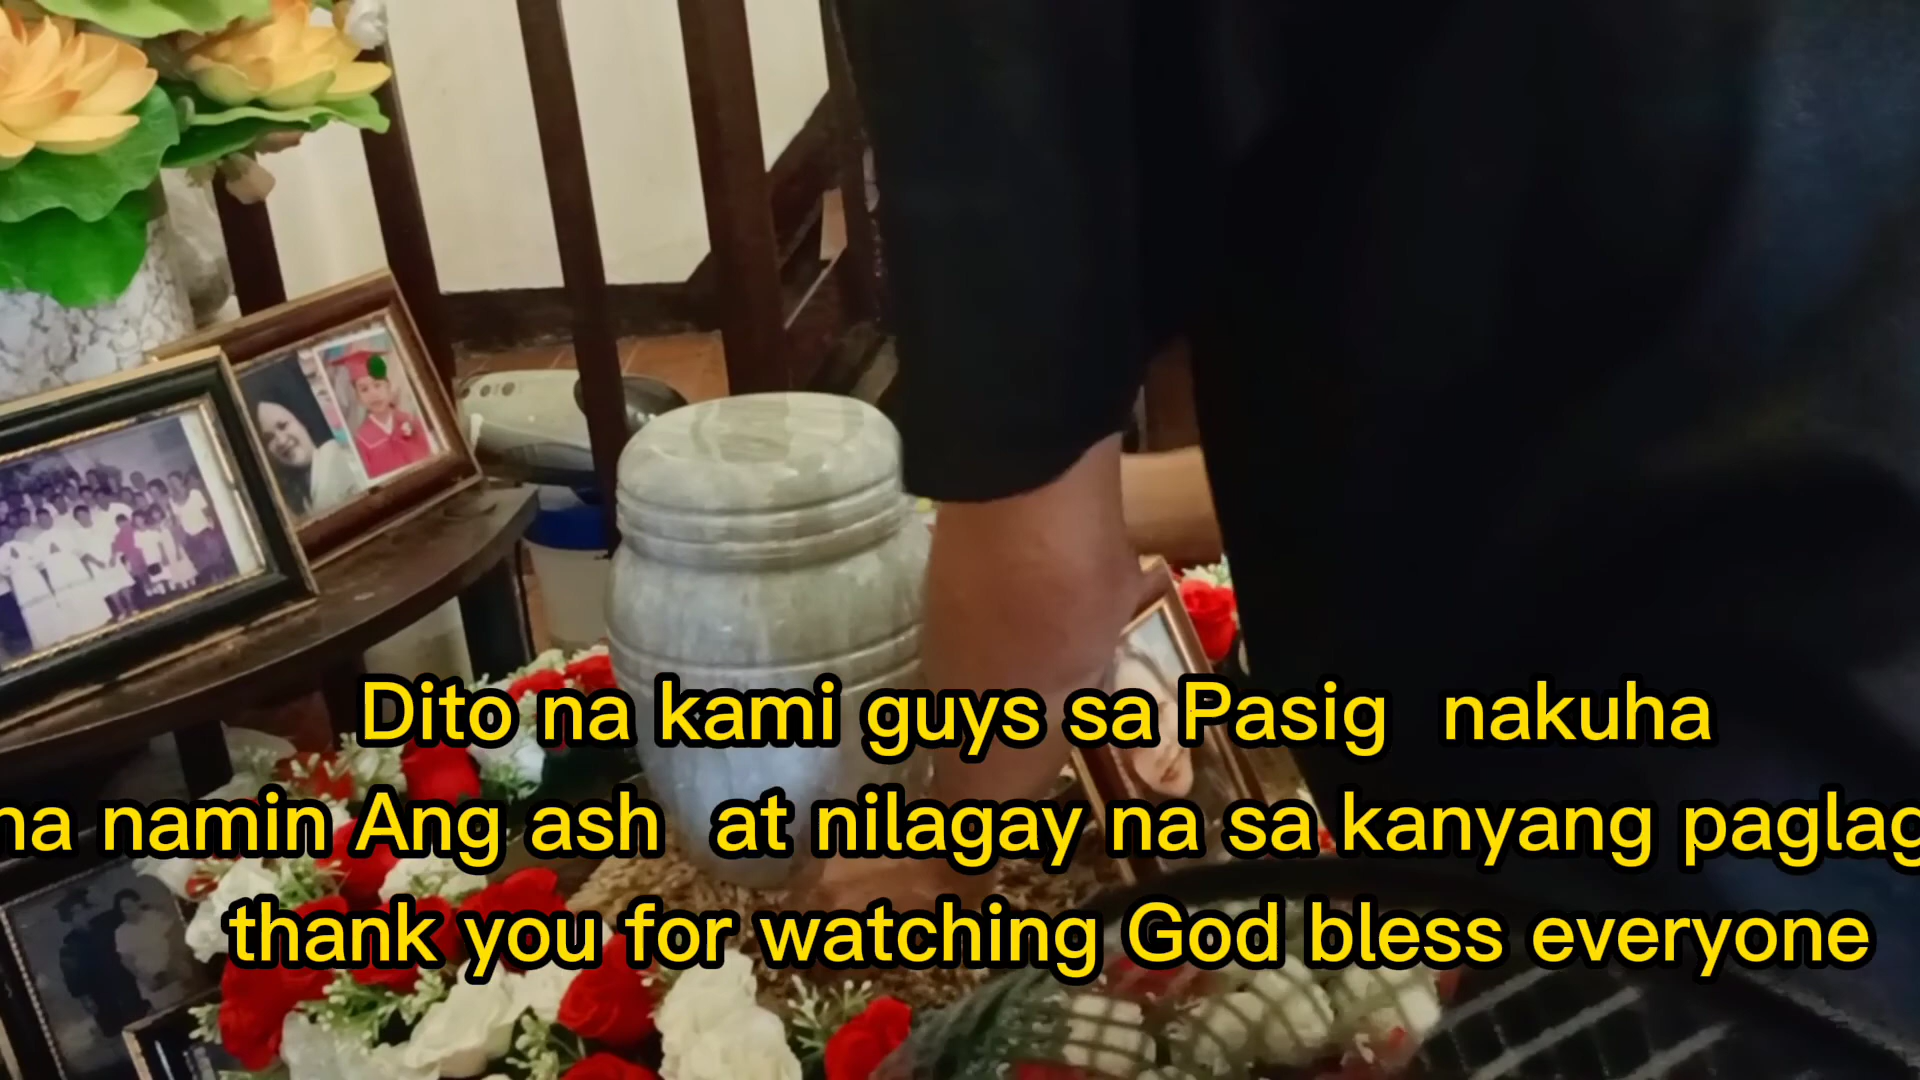 Dito na kami guys sa Pasig nakuha
na namin Ang ash at nilagay na sa kanyang
thank you for watching God bless everyone